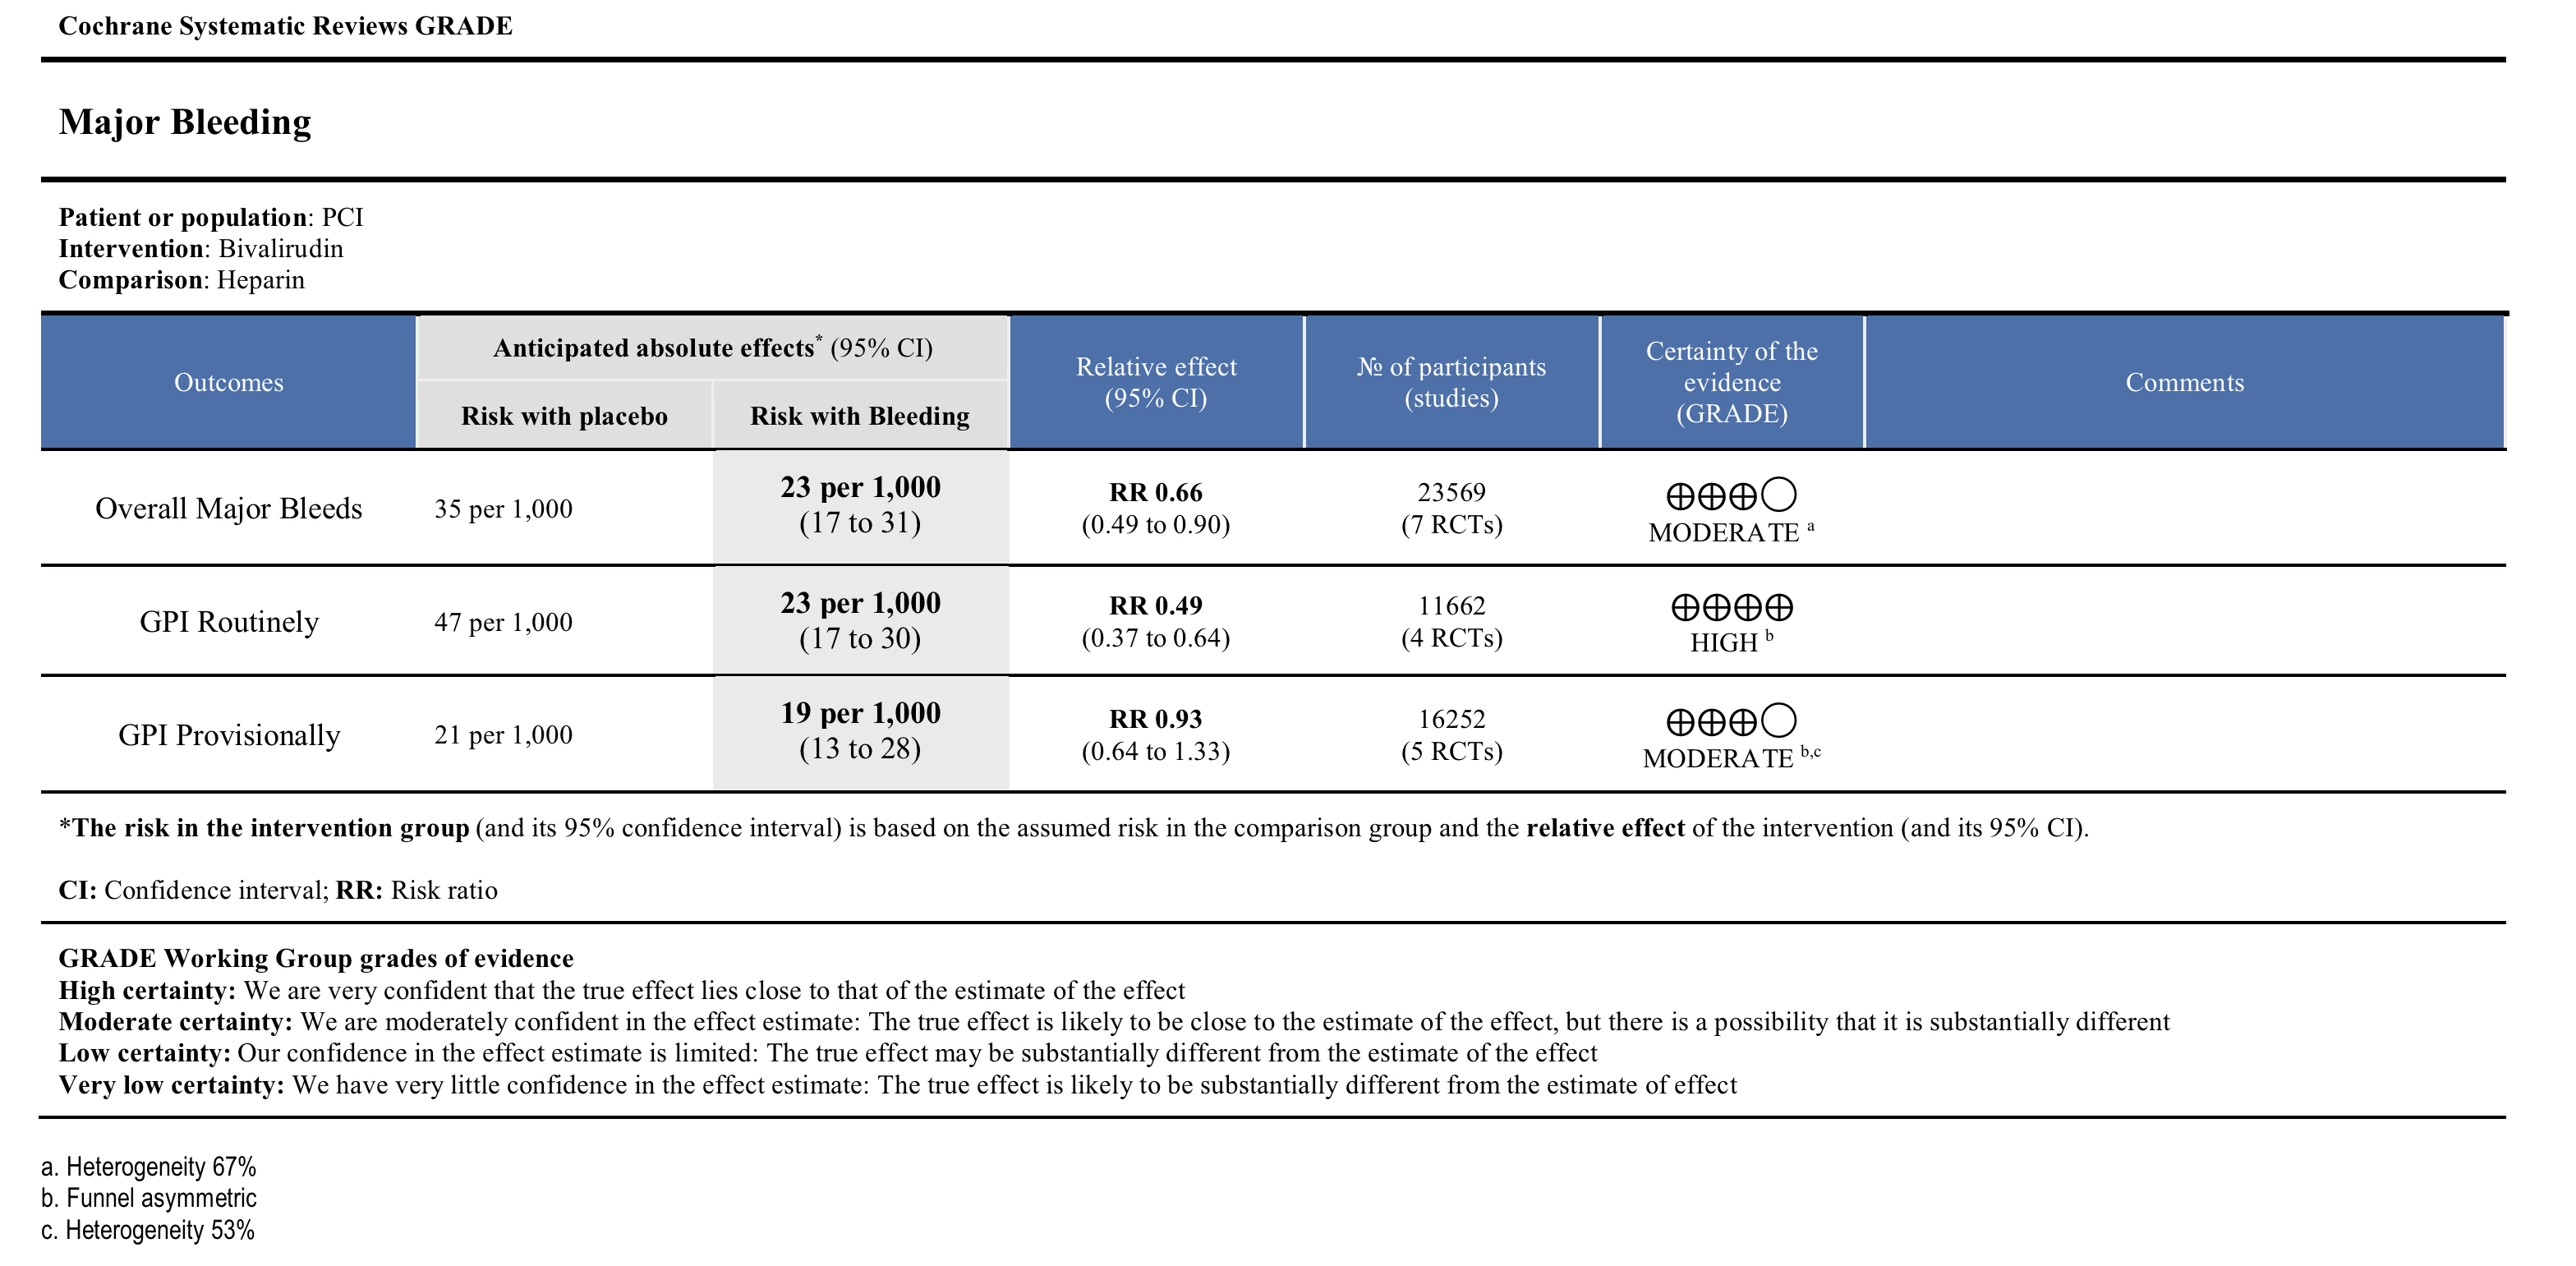 Cochrane Systematic Reviews GRADE
Major Bleeding
Patient or population: PCI
Intervention: Bivalirudin
Comparison: Heparin
Outcomes
Anticipated absolute effects* (95% CI)
Risk with placebo
Risk with Bleeding
Relative effect
(95% CI)
№ of participants
(studies)
Certainty of the
evidence
(GRADE)
Comments
Overall Major Bleeds
35 per 1,000
23 per 1,000
(17 to 31)
RR 0.66
(0.49 to 0.90)
23569
(7 RCTs)
⨁⨁⨁◯
MODERATE a
GPI Routinely
47 per 1,000
23 per 1,000
(17 to 30)
RR 0.49
(0.37 to 0.64)
11662
(4 RCTs)
⨁⨁⨁⨁
HIGH b
GPI Provisionally
21 per 1,000
19 per 1,000
(13 to 28)
RR 0.93
(0.64 to 1.33)
16252
(5 RCTs)
⨁⨁⨁◯
MODERATE b,c
*The risk in the intervention group (and its 95% confidence interval) is based on the assumed risk in the comparison group and the relative effect of the intervention (and its 95% CI).
CI: Confidence interval; RR: Risk ratio
GRADE Working Group grades of evidence
High certainty: We are very confident that the true effect lies close to that of the estimate of the effect
Moderate certainty: We are moderately confident in the effect estimate: The true effect is likely to be close to the estimate of the effect, but there is a possibility that it is substantially different
Low certainty: Our confidence in the effect estimate is limited: The true effect may be substantially different from the estimate of the effect
Very low certainty: We have very little confidence in the effect estimate: The true effect is likely to be substantially different from the estimate of effect
a. Heterogeneity 67%
b. Funnel asymmetric
c. Heterogeneity 53%